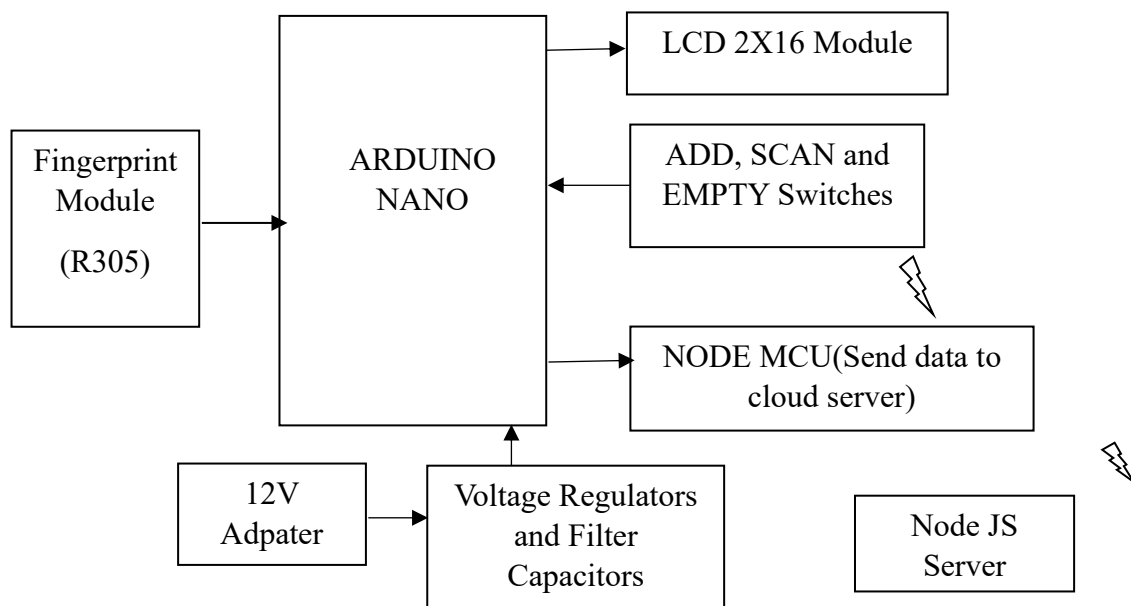 LCD 2X16 Module
Fingerprint
Module
(R305)
ARDUINO
NANO
ADD, SCAN and
EMPTY Switches
NODE MCU(Send data to
cloud server)
12V
Adpater
Voltage Regulators
and Filter
Capacitors
Node JS
Server